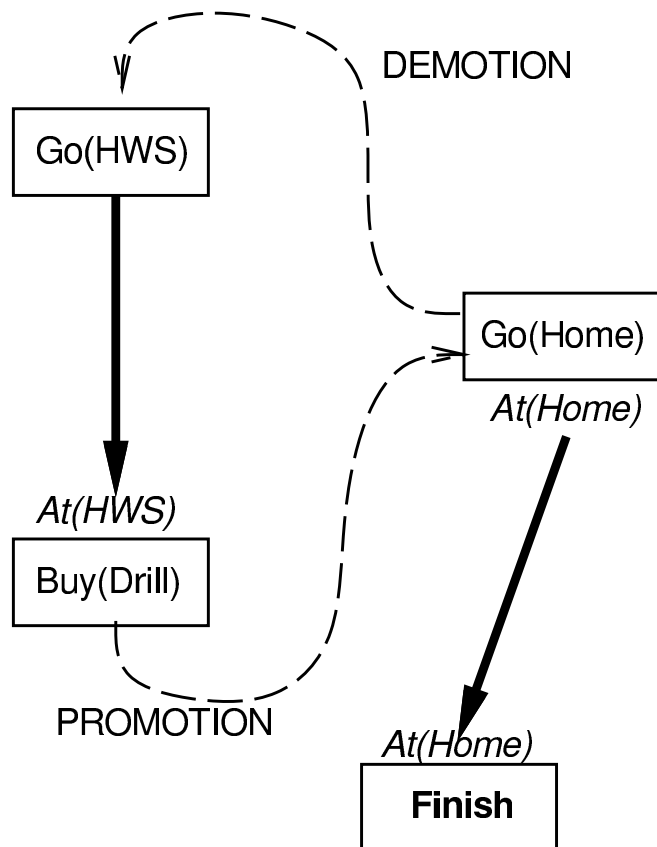 DEMOTION
Go(HWS)
Go(Home)
At(Home)
At(HWS)
Buy(Drill)
PROMOTION
At(Home)
Finish